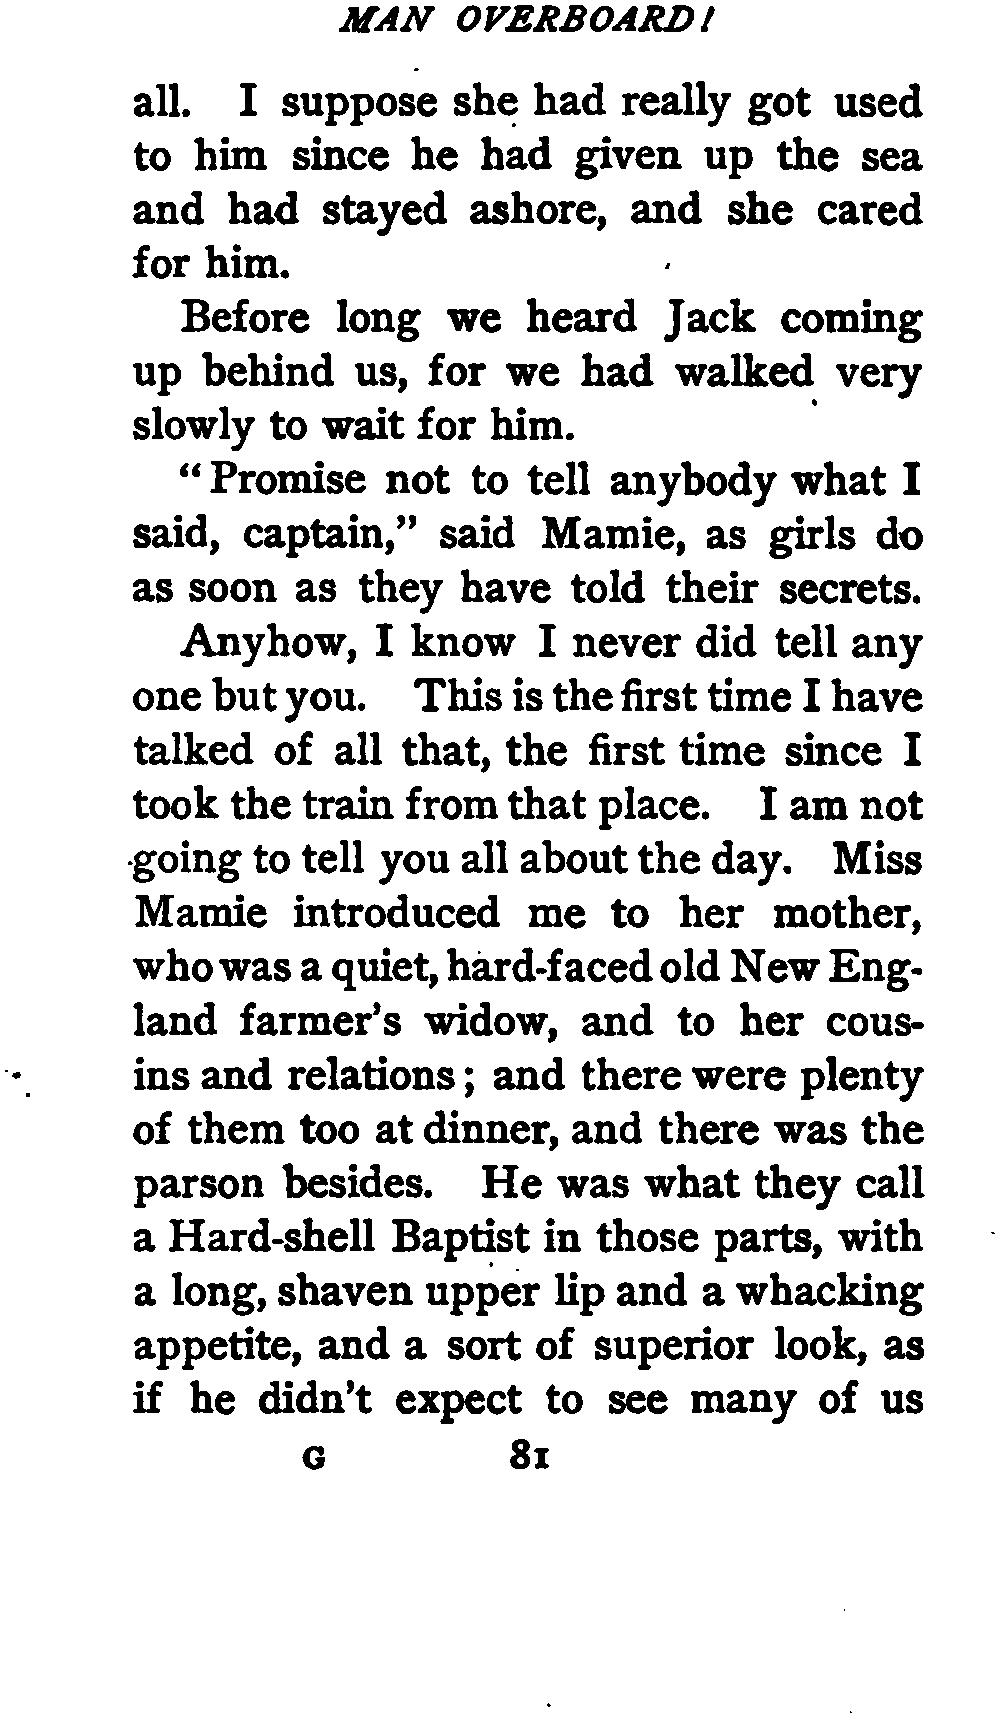 MAN OVERBOARD!
all. I suppose she had really got used
to him since he had given up the sea
and had stayed ashore, and she cared
for him.
Before long we heard Jack coming
up behind us, for we had walked very
slowly to wait for him.
"Promise not to tell anybody what I
said, captain," said Mamie, as girls do
as soon as they have told their secrets.
Anyhow, I know I never did tell any
one but you. This is the first time I have
talked of all that, the first time since I
took the train from that place. I am not
going to tell you all about the day. Miss
Mamie introduced me to her mother,
who was a quiet, hard-faced old New Eng-
land farmer's widow, and to her cous-
ins and relations; and there were plenty
of them too at dinner, and there was the
parson besides. He was what they call
a Hard-shell Baptist in those parts, with
a long, shaven upper lip and a whacking
appetite, and a sort of superior look, as
if he didn't expect to see many of us
G 81